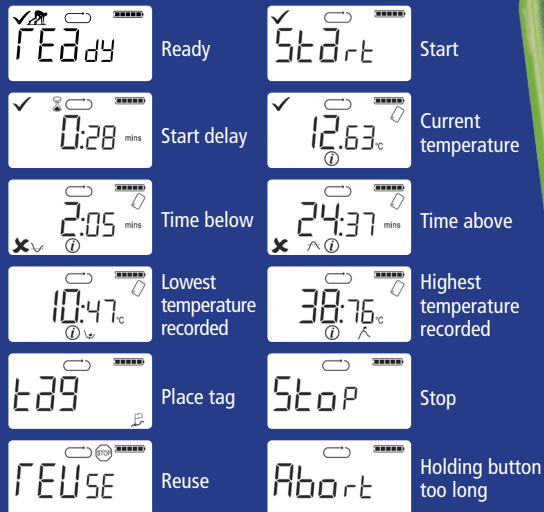 rEAdy
Ready
StArt
Start
0:28 mins
Start delay
12.63°c
i
Current
temperature
2:05 mins
i
Time below
24:37 mins
i
Time above
10:47°c
i
Lowest
temperature
recorded
38:76°c
i
Highest
temperature
recorded
tAg
Place tag
StoP
Stop
STOP
rEUSE
Reuse
Abort
Holding button
too long